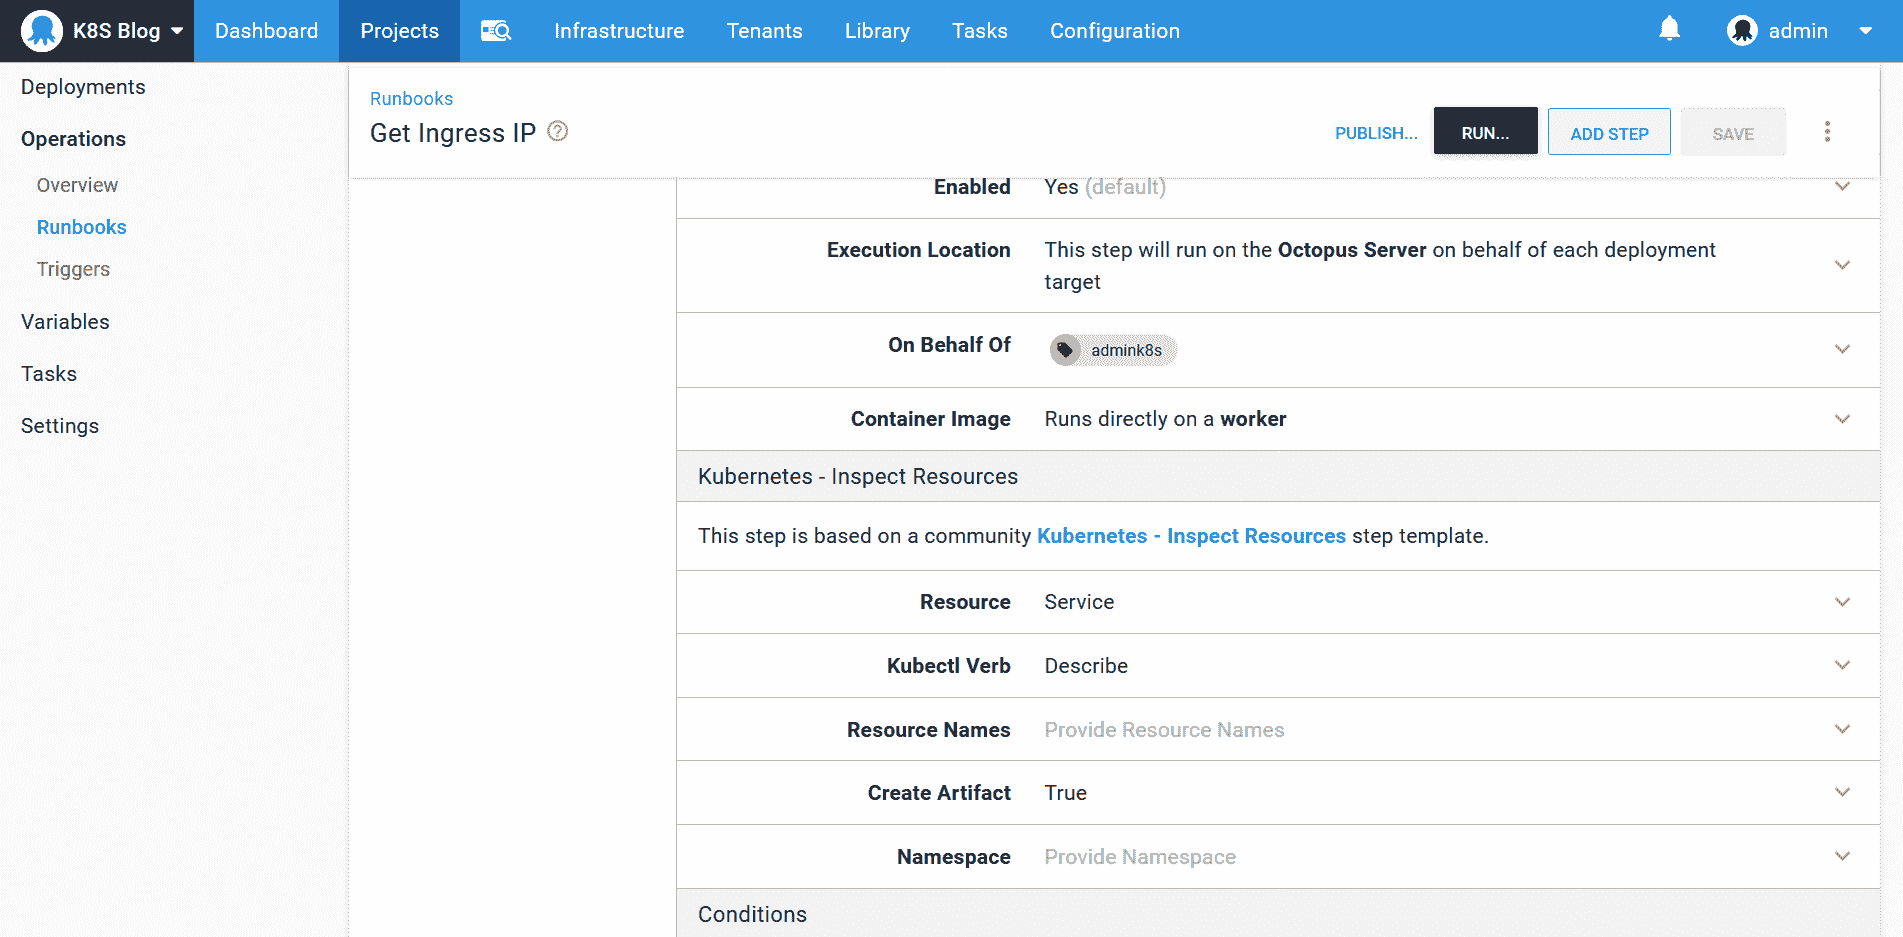 K8S Blog
Dashboard
Projects
Infrastructure
Tenants
Library
Tasks
Configuration
admin
Deployments
Operations
Overview
Runbooks
Triggers
Variables
Tasks
Settings
Runbooks
Get Ingress IP
PUBLISH...
RUN...
ADD STEP
SAVE
Enabled
Yes (default)
Execution Location
This step will run on the Octopus Server on behalf of each deployment
target
On Behalf Of
admink8s
Container Image
Runs directly on a worker
Kubernetes - Inspect Resources
This step is based on a community Kubernetes - Inspect Resources step template.
Resource
Service
Kubectl Verb
Describe
Resource Names
Provide Resource Names
Create Artifact
True
Namespace
Provide Namespace
Conditions